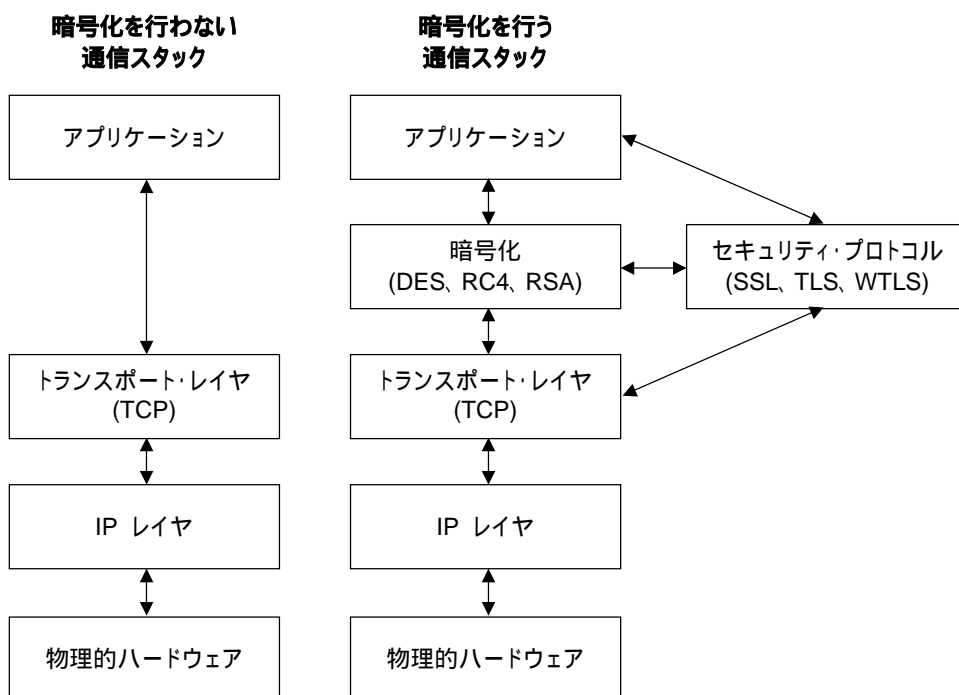 暗号化を行わない
通信スタック
暗号化を行う
通信スタック
アプリケーション
アプリケーション
暗号化
(DES、RC4、RSA)
セキュリティ・プロトコル
(SSL、TLS、WTLS)
トランスポート・レイヤ
(TCP)
トランスポート・レイヤ
(TCP)
IP レイヤ
IP レイヤ
物理的ハードウェア
物理的ハードウェア